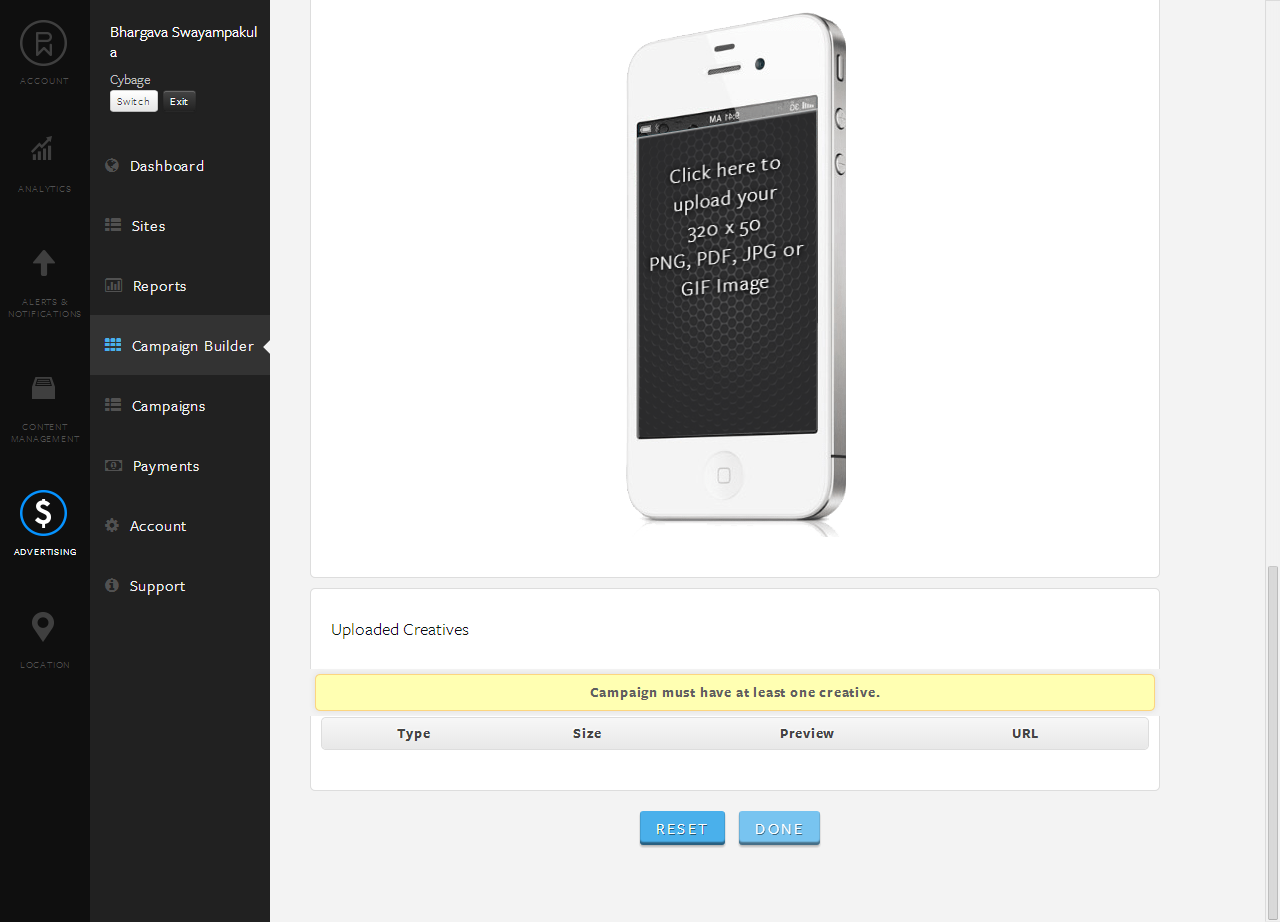 Bhargava Swayampakul
a
Cybage
Switch Exit
ACCOUNT
ANALYTICS
ALERTS &
NOTIFICATIONS
CONTENT
MANAGEMENT
ADVERTISING
LOCATION
Dashboard
Sites
Reports
Campaign Builder
Campaigns
Payments
Account
Support
Click here to
upload your
320 x 50
PNG, PDF, JPG or
GIF Image
Uploaded Creatives
Campaign must have at least one creative.
Type Size Preview URL
RESET DONE